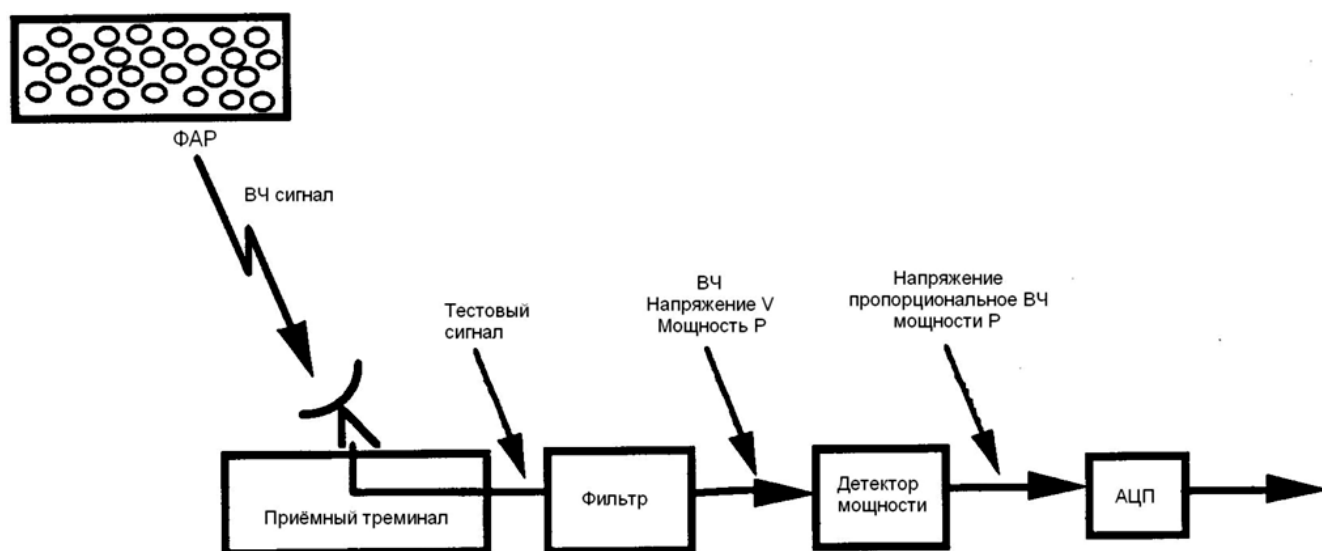 ФАР
ВЧ сигнал
Тестовый
сигнал
ВЧ
Напряжение V
Мощность P
Напряжение
пропорциональное ВЧ
мощности P
Приёмный треминал
Фильтр
Детектор
мощности
АЦП